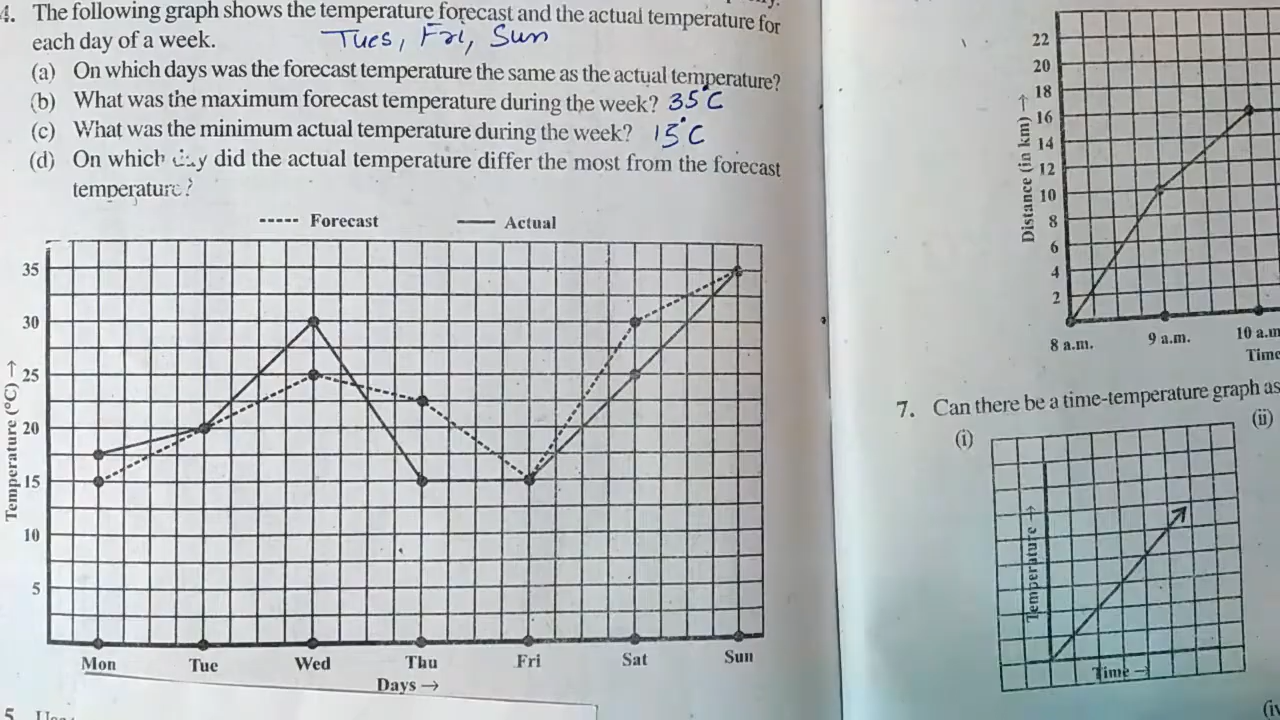 4. The following graph shows the temperature forecast and the actual temperature for
each day of a week. Tues, Fri, Sun
(a) On which days was the forecast temperature the same as the actual temperature?
(b) What was the maximum forecast temperature during the week? 35°C
(c) What was the minimum actual temperature during the week? 15°C
(d) On which day did the actual temperature differ the most from the forecast
temperature?
----- Forecast —— Actual
35
30
25
20
15
10
5
Temperature (°C) →
Mon Tue Wed Thu Fri Sat Sun
Days →
5.
22
20
18
16
14
12
10
8
6
4
2
Distance (in km) →
8 a.m. 9 a.m. 10 a.m
Time
7. Can there be a time-temperature graph as
(i) (ii)
Temperature →
Time →